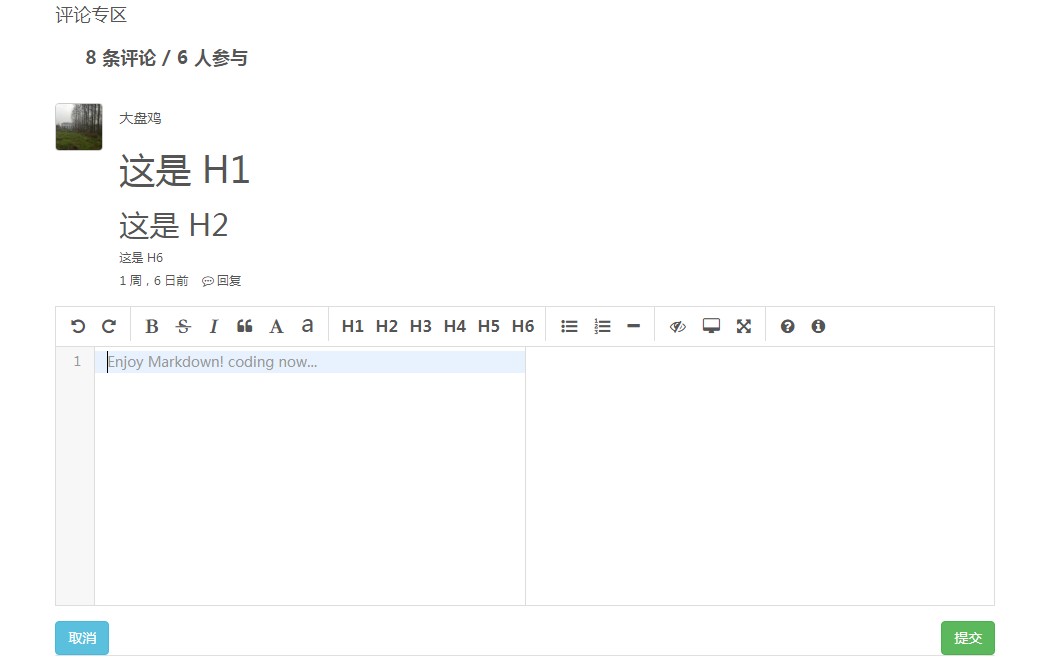 评论专区
8 条评论 / 6 人参与
大盘鸡
这是 H1
这是 H2
这是 H6
1 周，6 日前 回复
B S I A a H1 H2 H3 H4 H5 H6
1 Enjoy Markdown! coding now...
取消 提交